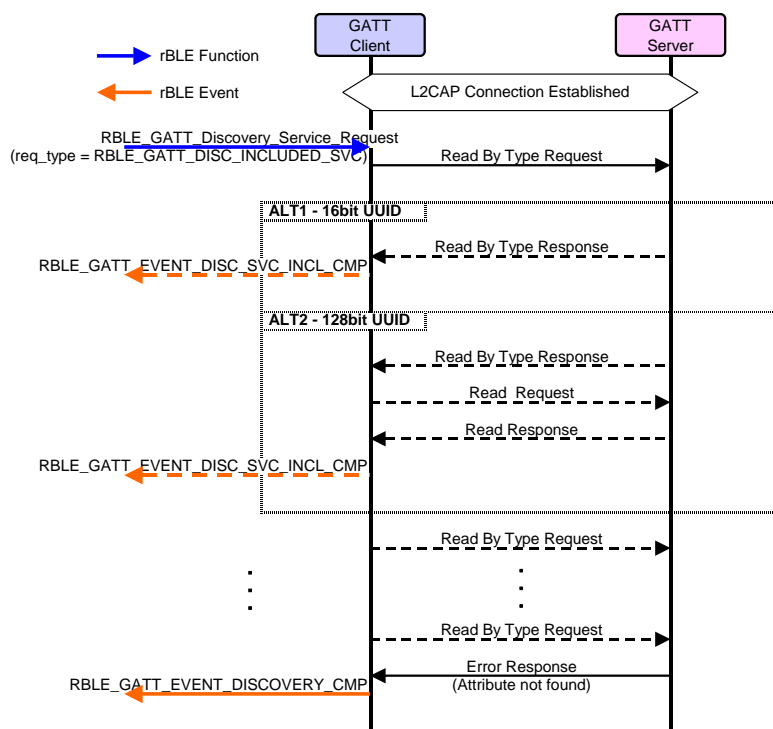 GATT
Client
GATT
Server
rBLE Function
rBLE Event
L2CAP Connection Established
RBLE_GATT_Discovery_Service_Request
(req_type = RBLE_GATT_DISC_INCLUDED_SVC)
Read By Type Request
ALT1 - 16bit UUID
Read By Type Response
RBLE_GATT_EVENT_DISC_SVC_INCL_CMP
ALT2 - 128bit UUID
Read By Type Response
Read Request
Read Response
RBLE_GATT_EVENT_DISC_SVC_INCL_CMP
Read By Type Request
Read By Type Request
Error Response
(Attribute not found)
RBLE_GATT_EVENT_DISCOVERY_CMP